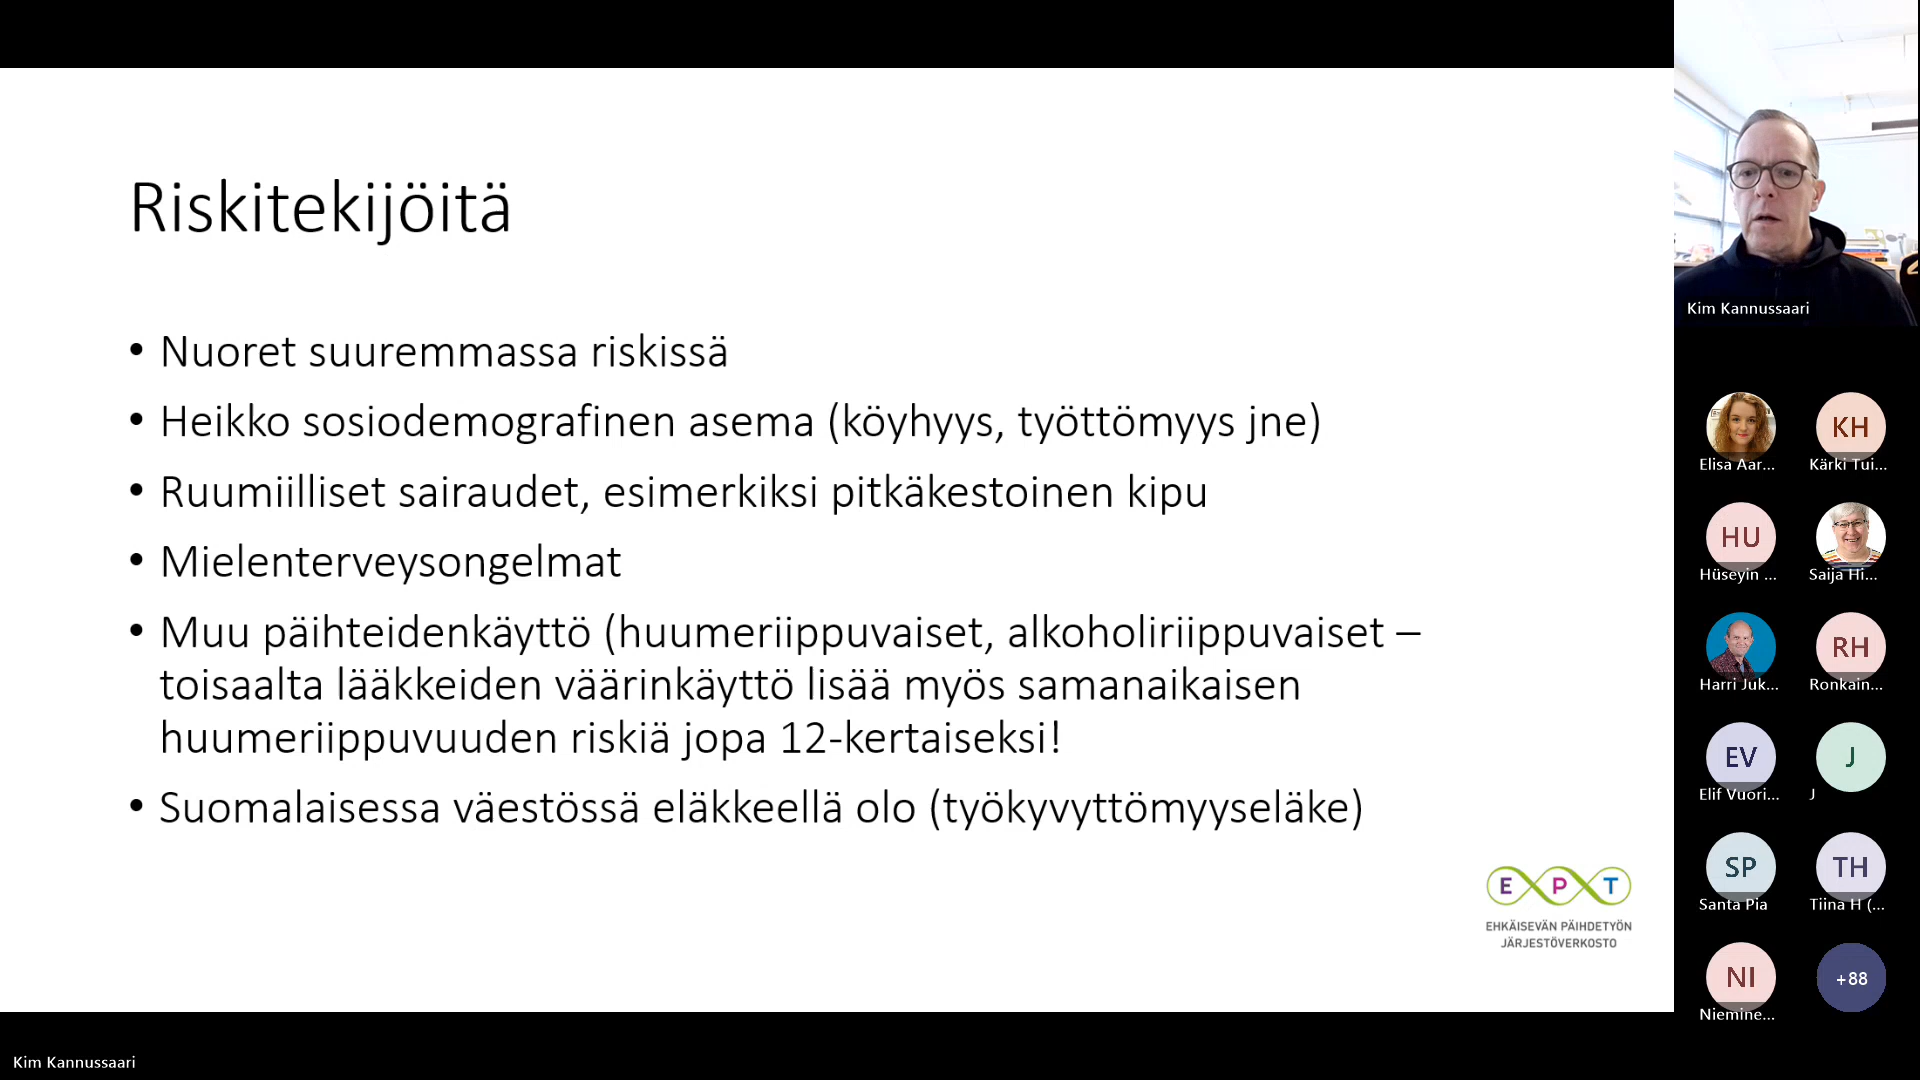 Riskitekijöitä
• Nuoret suuremmassa riskissä
• Heikko sosiodemografinen asema (köyhyys, työttömyys jne)
• Ruumiilliset sairaudet, esimerkiksi pitkäkestoinen kipu
• Mielenterveysongelmat
• Muu päihteidenkäyttö (huumeriippuvaiset, alkoholiriippuvaiset –
toisaalta lääkkeiden väärinkäyttö lisää myös samanaikaisen
huumeriippuvuuden riskiä jopa 12-kertaiseksi!
• Suomalaisessa väestössä eläkkeellä olo (työkyvyttömyyseläke)
E P T
EHKÄISEVÄN PÄIHDETYÖN
JÄRJESTÖVERKOSTO
Kim Kannussaari
Kim Kannussaari
KH
Elisa Aar...
Kärki Tui...
HU
Hüseyin ...
Saija Hi...
RH
Harri Juk...
Ronkain...
EV
J
Elif Vuori...
J
SP
TH
Santa Pia
Tiina H (...
NI
+88
Niemine...